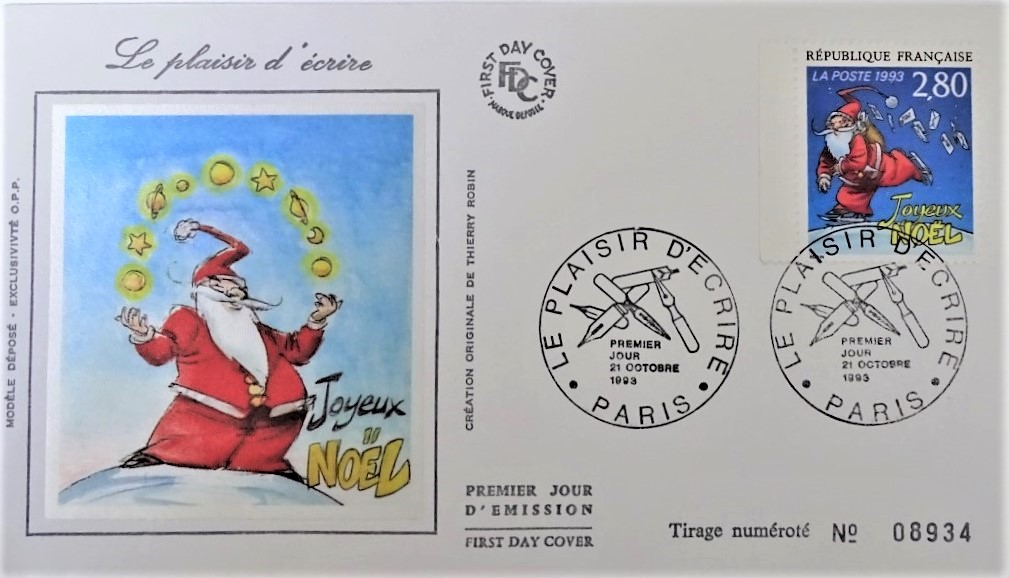 Le plaisir d'écrire
MODÈLE DÉPOSÉ - EXCLUSIVIVTÉ O.P.P.
Joyeux
NOËL
CRÉATION ORIGINALE DE THIERRY ROBIN
FIRST DAY COVER
FDC
MARQUE DÉPOSÉE
RÉPUBLIQUE FRANÇAISE
LA POSTE 1993
2,80
Joyeux
NOËL
LE PLAISIR D'ECRIRE
PREMIER
JOUR
21 OCTOBRE
1993
PARIS
LE PLAISIR D'ECRIRE
PREMIER
JOUR
21 OCTOBRE
1993
PARIS
PREMIER JOUR
D'EMISSION
FIRST DAY COVER
Tirage numéroté Nº 08934